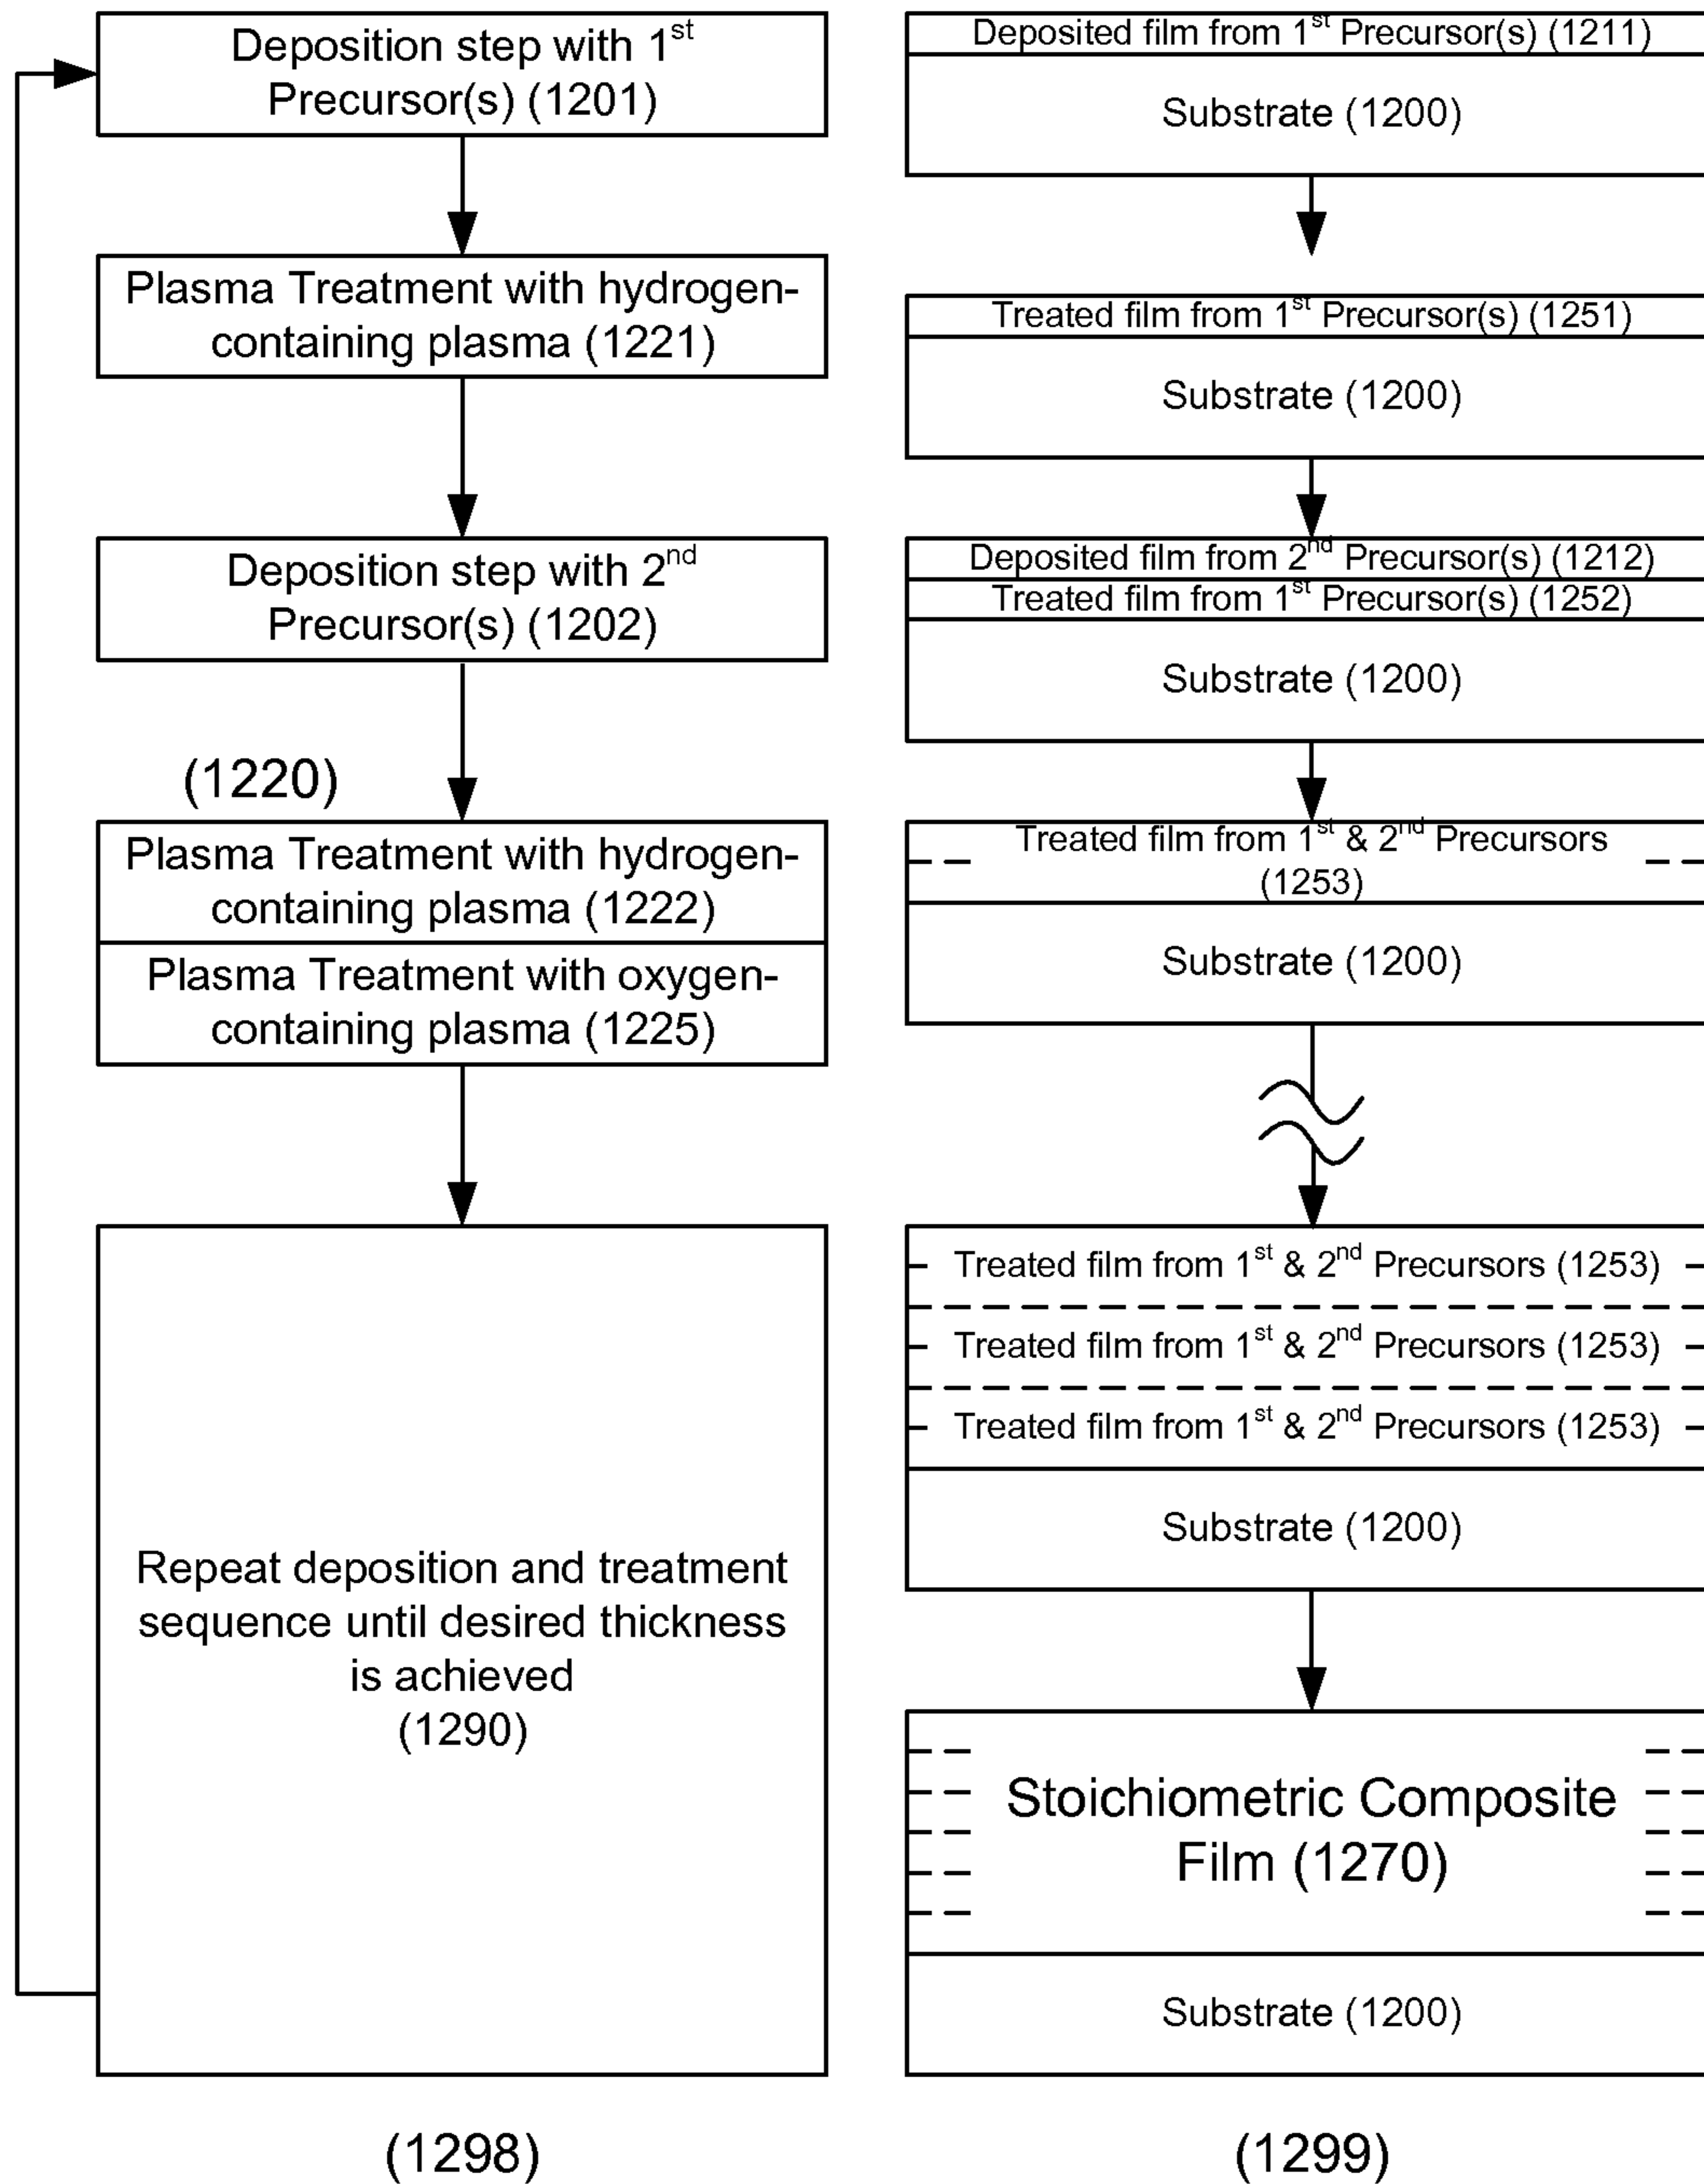 Deposition step with 1st
Precursor(s) (1201)
Plasma Treatment with hydrogen-
containing plasma (1221)
Deposition step with 2nd
Precursor(s) (1202)
(1220)
Plasma Treatment with hydrogen-
containing plasma (1222)
Plasma Treatment with oxygen-
containing plasma (1225)
Repeat deposition and treatment
sequence until desired thickness
is achieved
(1290)
(1298)
Deposited film from 1st Precursor(s) (1211)
Substrate (1200)
Treated film from 1st Precursor(s) (1251)
Substrate (1200)
Deposited film from 2nd Precursor(s) (1212)
Treated film from 1st Precursor(s) (1252)
Substrate (1200)
Treated film from 1st & 2nd Precursors
(1253)
Substrate (1200)
Treated film from 1st & 2nd Precursors (1253)
Treated film from 1st & 2nd Precursors (1253)
Treated film from 1st & 2nd Precursors (1253)
Substrate (1200)
Stoichiometric Composite
Film (1270)
Substrate (1200)
(1299)